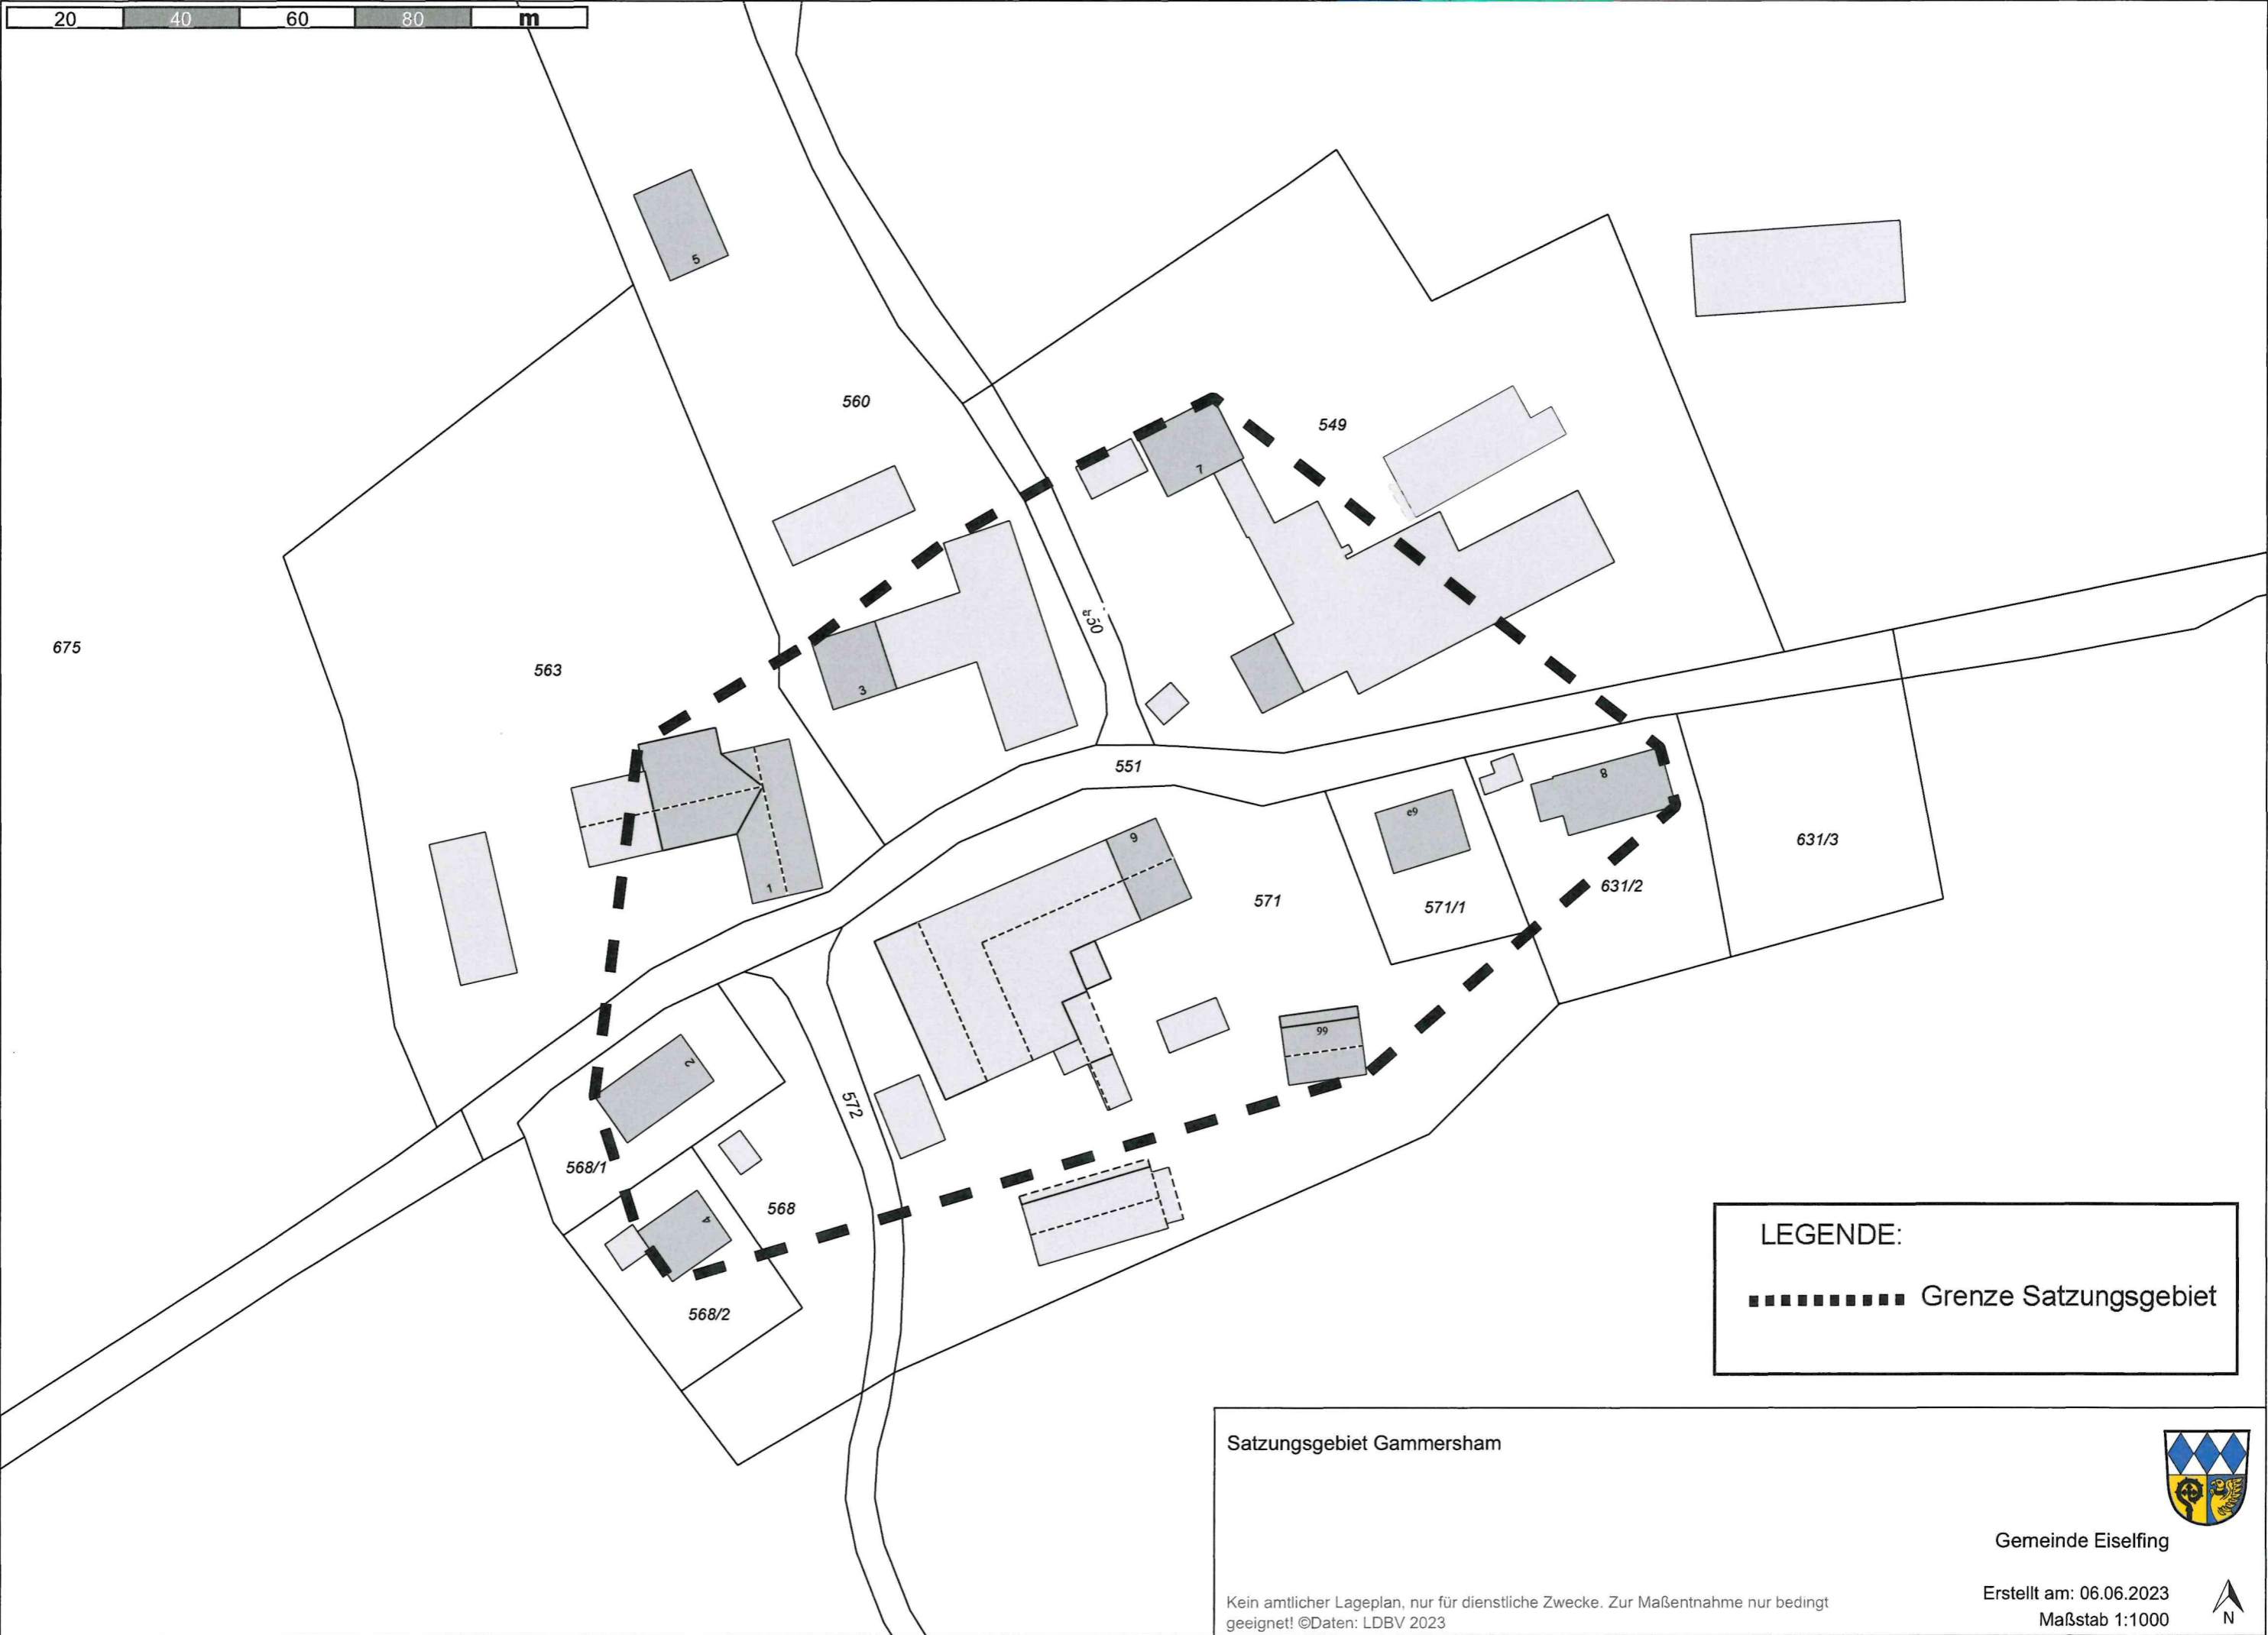 20 40 60 80 m
5
560
549
7
675
563
3
551
1
9
8
631/3
571
571/1
631/2
2
99
572
568/1
568
4
568/2
LEGENDE:
Grenze Satzungsgebiet
Satzungsgebiet Gammersham
Gemeinde Eiselfing
Kein amtlicher Lageplan, nur für dienstliche Zwecke. Zur Maßentnahme nur bedingt
geeignet! ©Daten: LDBV 2023
Erstellt am: 06.06.2023
Maßstab 1:1000
N